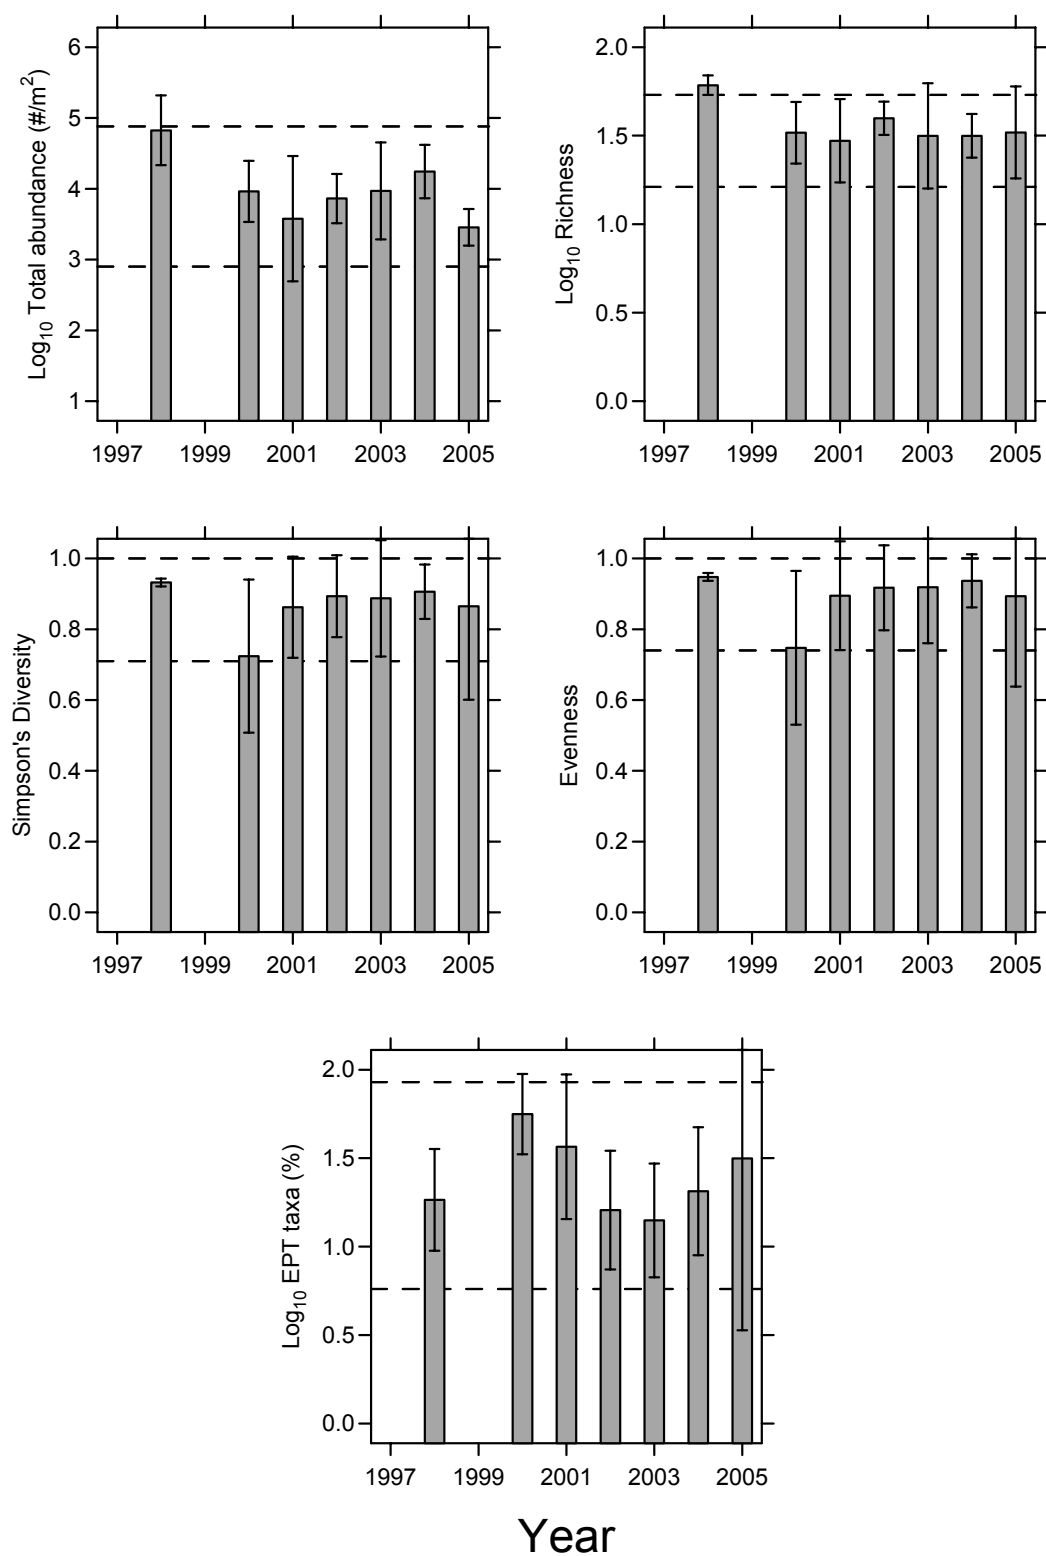 Log10 Total abundance (#/m2)
6
5
4
3
2
1
1997 1999 2001 2003 2005
Log10 Richness
2.0
1.5
1.0
0.5
0.0
1997 1999 2001 2003 2005
Simpson's Diversity
1.0
0.8
0.6
0.4
0.2
0.0
1997 1999 2001 2003 2005
Evenness
1.0
0.8
0.6
0.4
0.2
0.0
1997 1999 2001 2003 2005
Log10 EPT taxa (%)
2.0
1.5
1.0
0.5
0.0
1997 1999 2001 2003 2005
Year